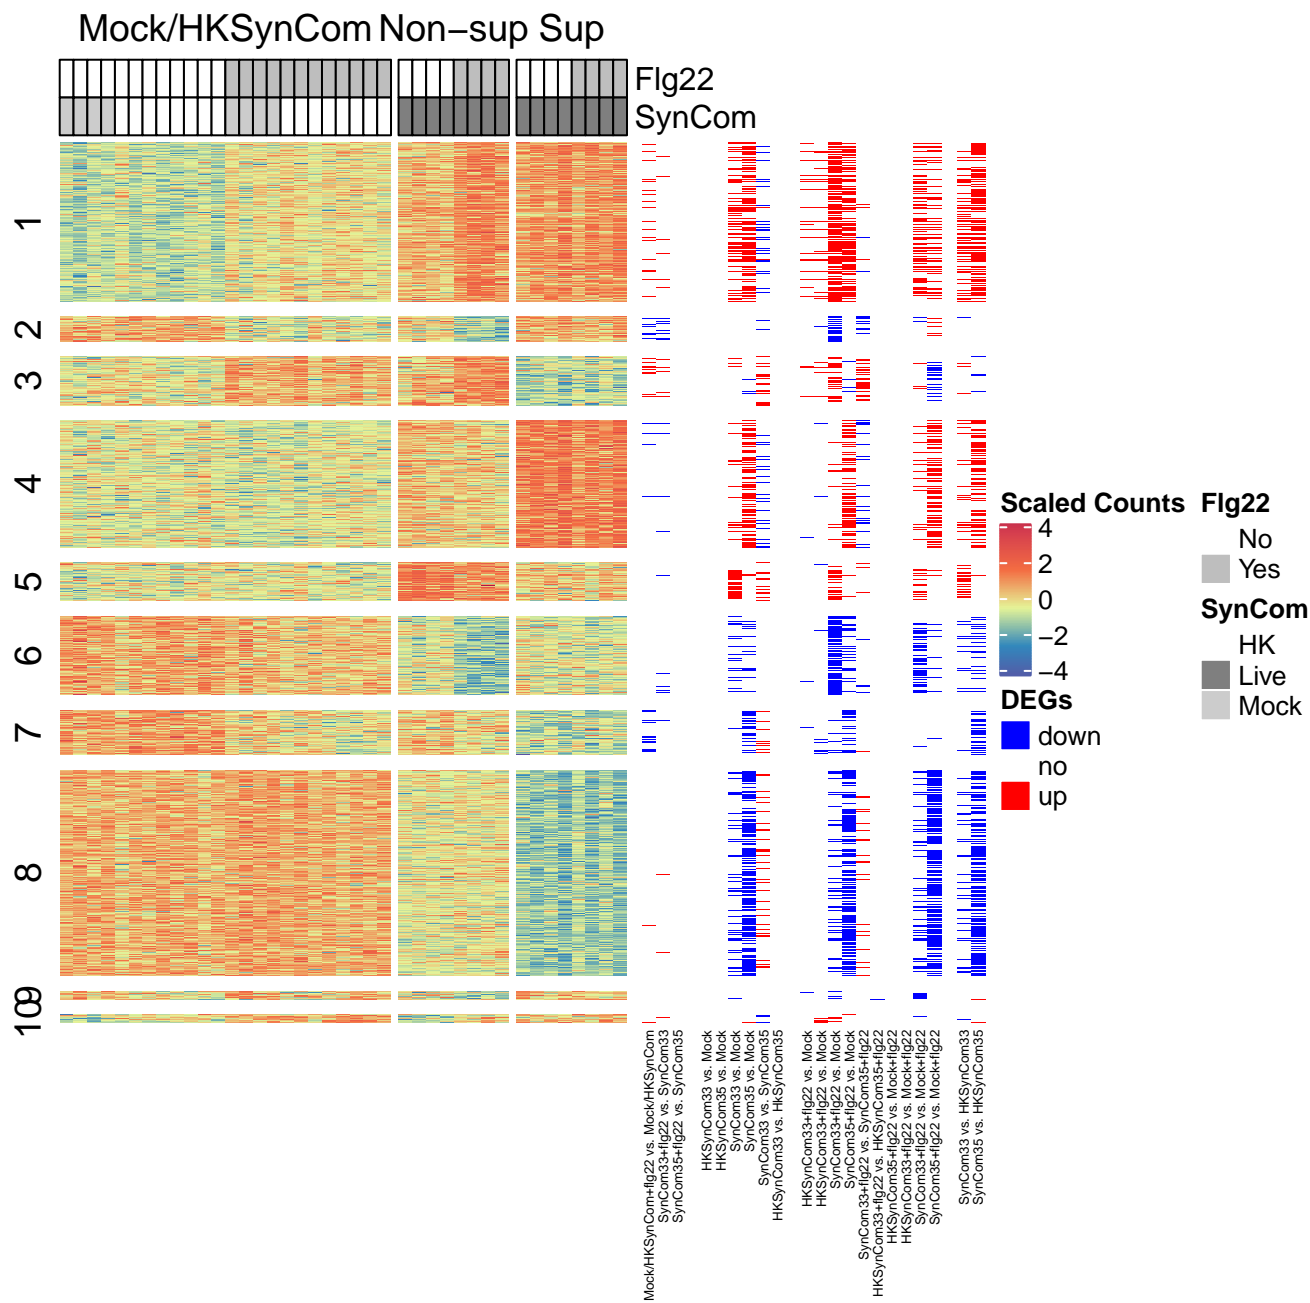 Mock/HKSynCom Non−sup Sup
Flg22
SynCom
1
2
3
4
5
6
7
8
9
10
Scaled Counts
4
2
0
−2
−4
DEGs
down
no
up
Flg22
No
Yes
SynCom
HK
Live
Mock
Mock/HKSynCom+flg22 vs. Mock/HKSynCom
SynCom33+flg22 vs. SynCom33
SynCom35+flg22 vs. SynCom35
HKSynCom33 vs. Mock
HKSynCom35 vs. Mock
SynCom33 vs. Mock
SynCom35 vs. Mock
SynCom33 vs. SynCom35
HKSynCom33 vs. HkSynCom35
HKSynCom33+flg22 vs. Mock
HKSynCom33+flg22 vs. Mock
SynCom33+flg22 vs. Mock
SynCom35+flg22 vs. Mock
SynCom33+flg22 vs. SynCom35+flg22
HKSynCom33+flg22 vs. HKSynCom35+flg22
HKSynCom35+flg22 vs. Mock+flg22
HKSynCom33+flg22 vs. Mock+flg22
SynCom33+flg22 vs. Mock+flg22
SynCom35+flg22 vs. Mock+flg22
SynCom33 vs. HKSynCom33
SynCom35 vs. HKSynCom35